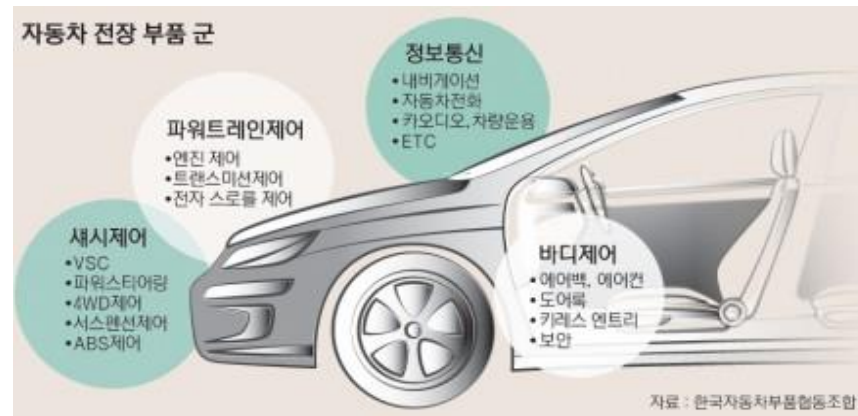 자동차 전장 부품 군
정보통신
• 내비게이션
• 자동차전화
• 카오디오, 차량운용
• ETC
파워트레인제어
• 엔진 제어
• 트랜스미션제어
• 전자 스로틀 제어
섀시제어
• VSC
• 파워스티어링
• 4WD제어
• 서스펜션제어
• ABS제어
바디제어
• 에어백, 에어컨
• 도어록
• 키레스 엔트리
• 보안
자료 : 한국자동차부품협동조합